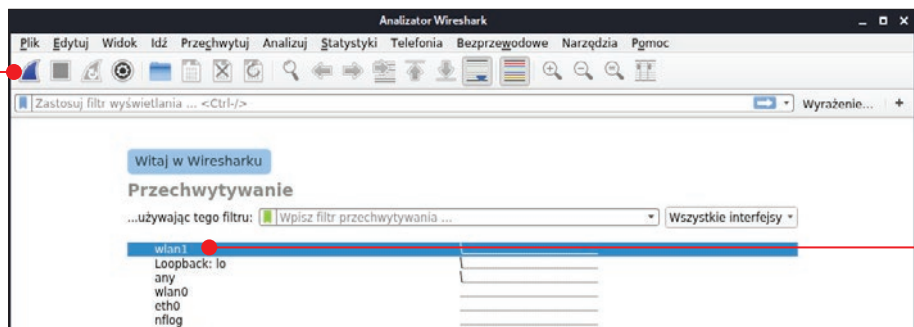 Analizator Wireshark
Plik Edytuj Widok Idź Przechwytuj Analizuj Statystyki Telefonia Bezprzewodowe Narzędzia Pomoc
Zastosuj filtr wyświetlania ... <Ctrl-/> Wyrażenie... +
Witaj w Wiresharku
Przechwytywanie
...używając tego filtru: Wpisz filtr przechwytywania ... Wszystkie interfejsy
wlan1
Loopback: lo
any
wlan0
eth0
nflog